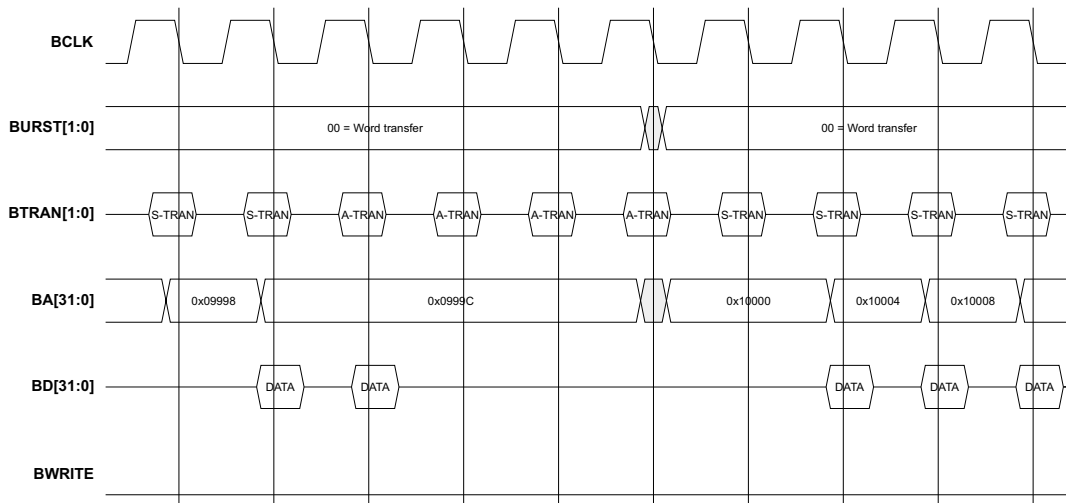 BCLK
BURST[1:0] 00 = Word transfer 00 = Word transfer
BTRAN[1:0] S-TRAN S-TRAN A-TRAN A-TRAN A-TRAN A-TRAN S-TRAN S-TRAN S-TRAN S-TRAN
BA[31:0] 0x09998 0x0999C 0x10000 0x10004 0x10008
BD[31:0] DATA DATA DATA DATA DATA
BWRITE